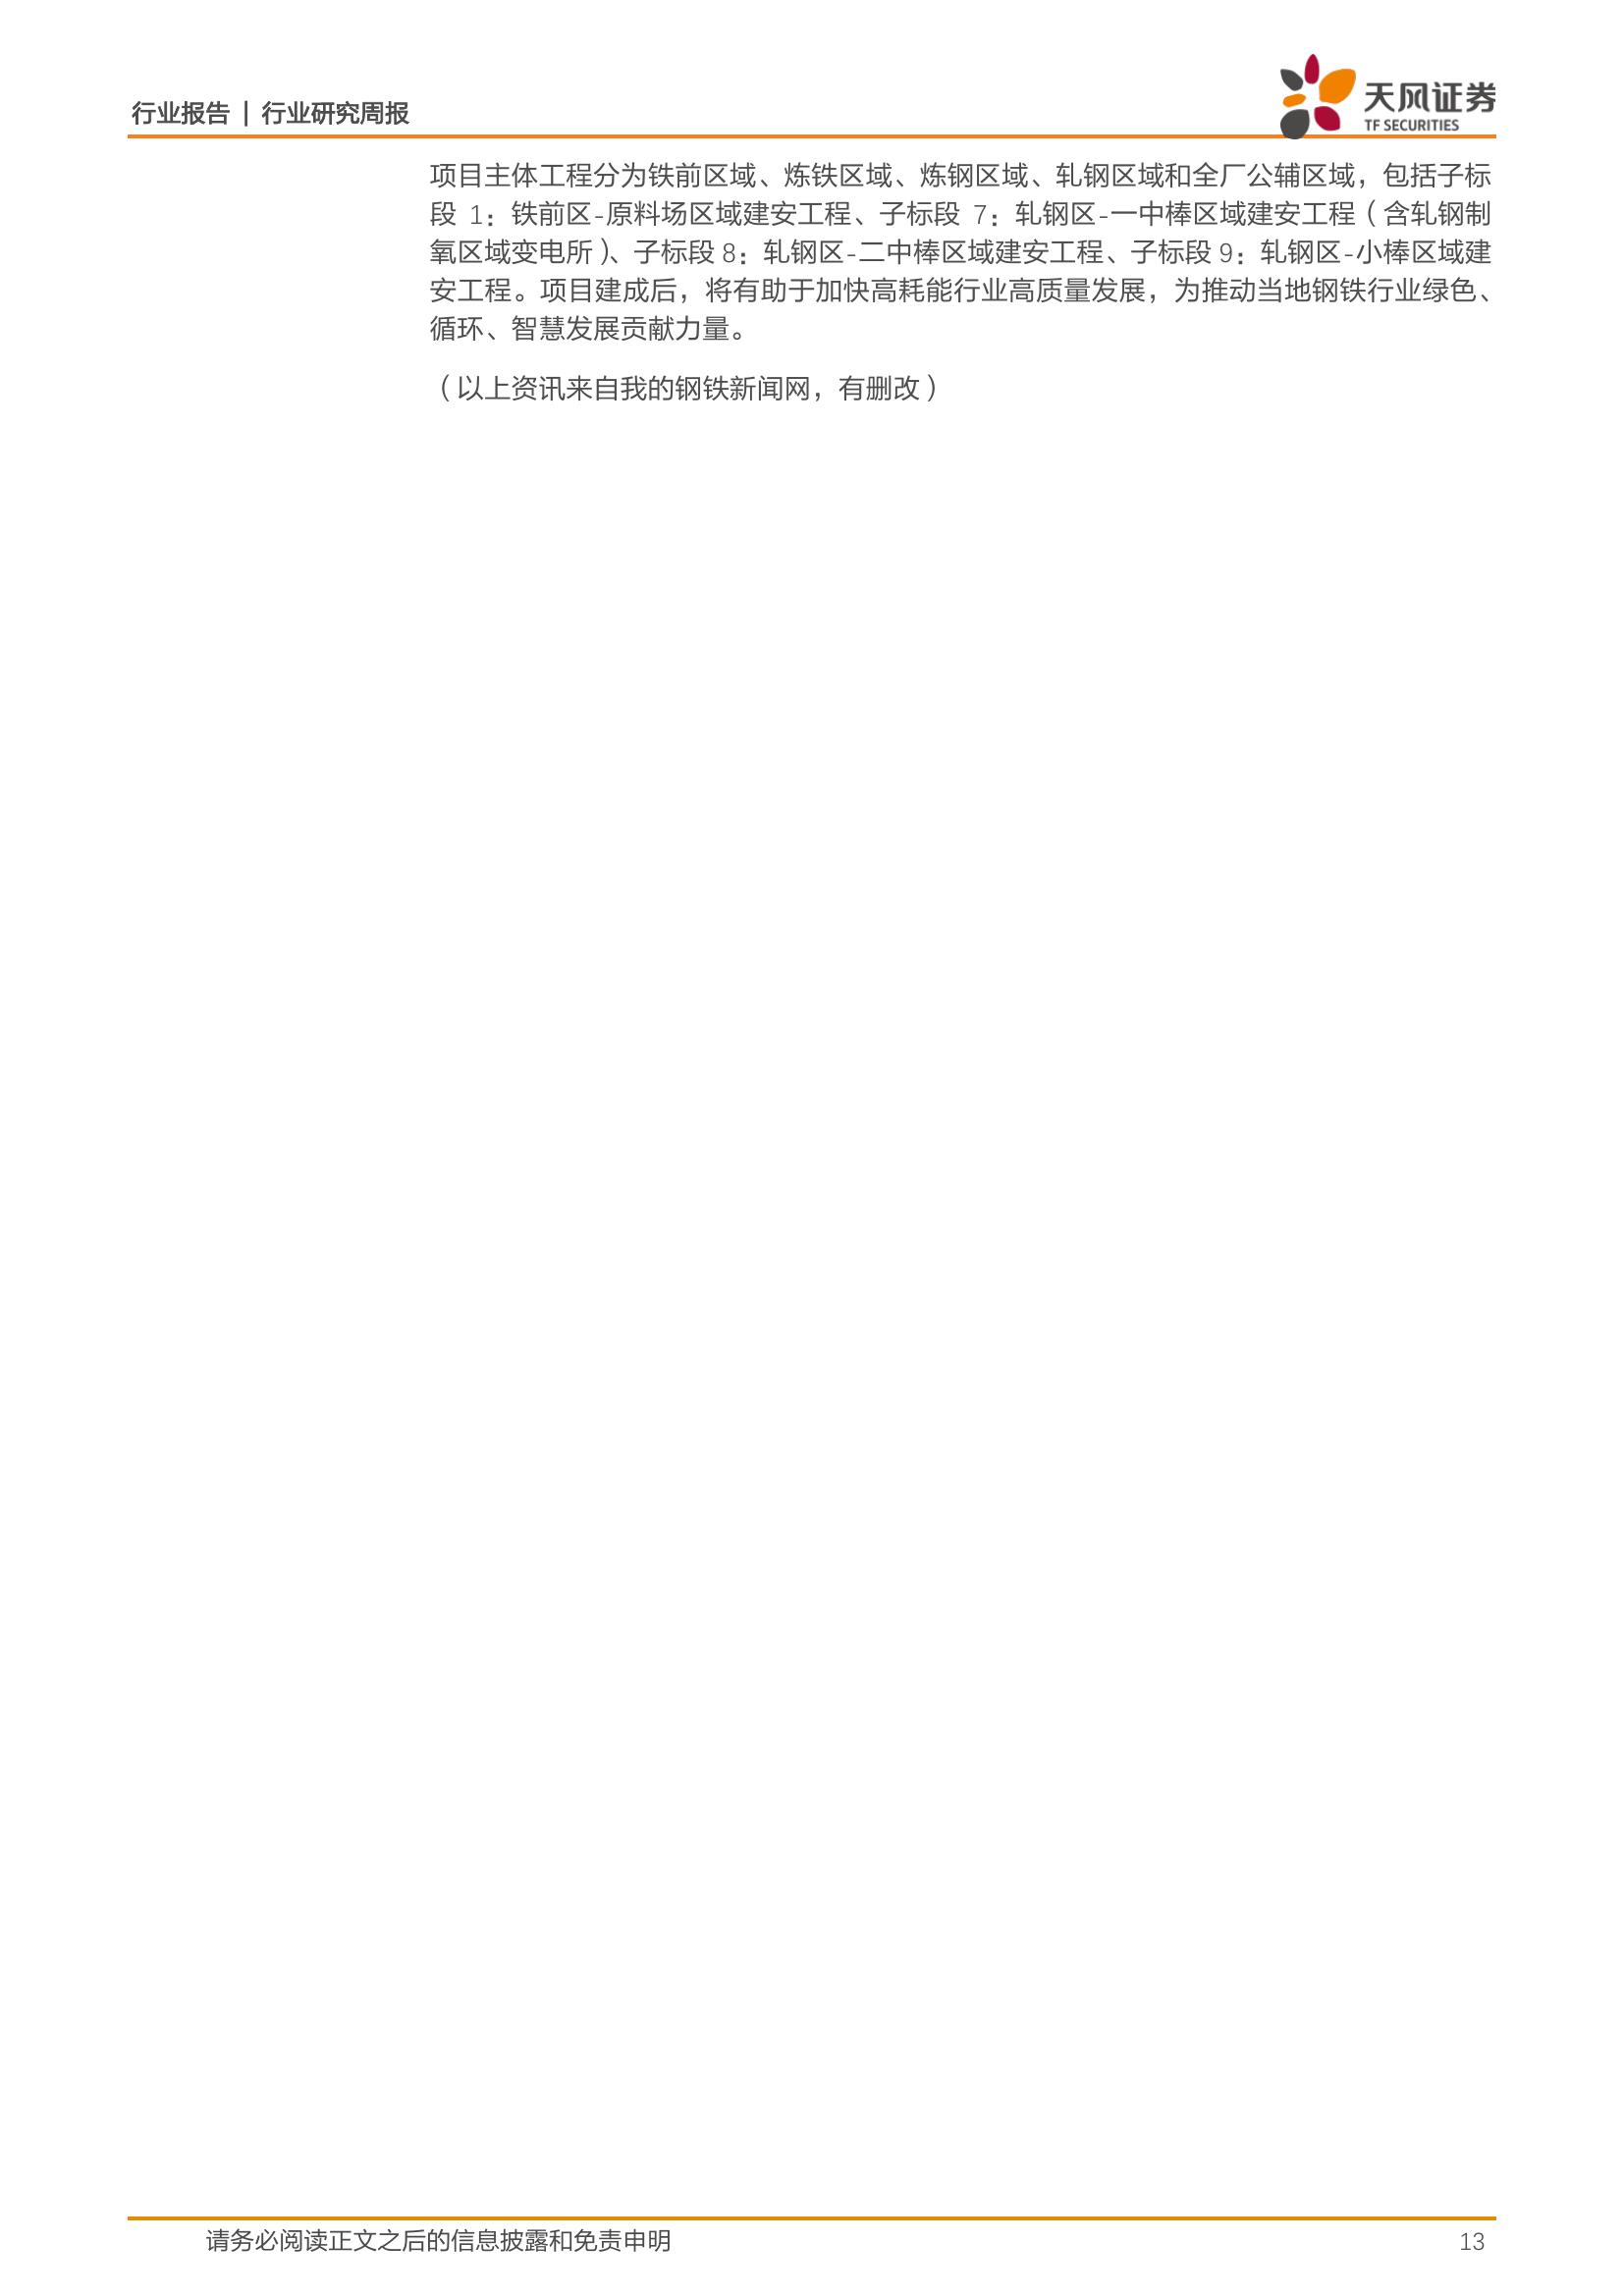 行业报告 | 行业研究周报
天风证券
TF SECURITIES
项目主体工程分为铁前区域、炼铁区域、炼钢区域、轧钢区域和全厂公辅区域，包括子标
段 1：铁前区-原料场区域建安工程、子标段 7：轧钢区-一中棒区域建安工程（含轧钢制
氧区域变电所）、子标段 8：轧钢区-二中棒区域建安工程、子标段 9：轧钢区-小棒区域建
安工程。项目建成后，将有助于加快高耗能行业高质量发展，为推动当地钢铁行业绿色、
循环、智慧发展贡献力量。
（以上资讯来自我的钢铁新闻网，有删改）
请务必阅读正文之后的信息披露和免责申明
13